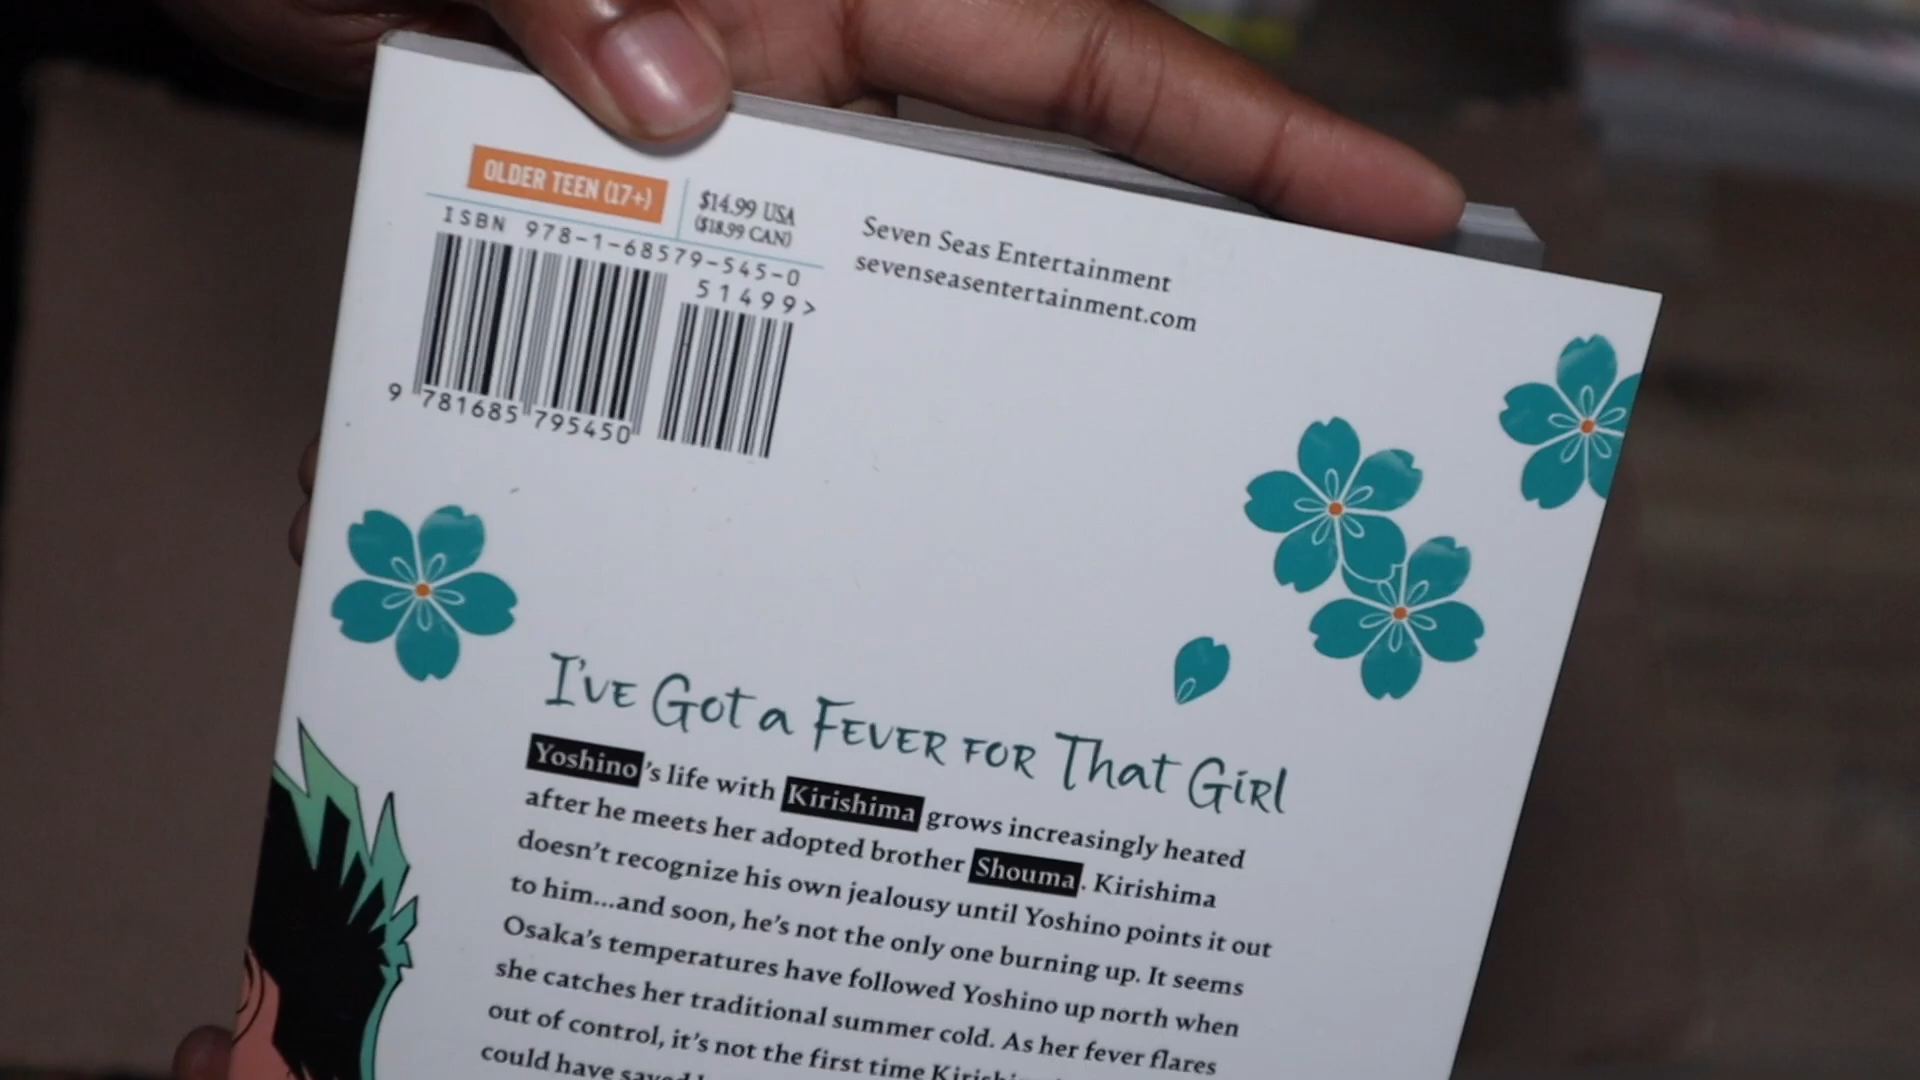 OLDER TEEN (17+)
$14.99 USA
($18.99 CAN)
ISBN 978-1-68579-545-0
51499>
9 781685 795450
Seven Seas Entertainment
sevenseasentertainment.com
I've Got a Fever for That Girl
Yoshino's life with Kirishima grows increasingly heated
after he meets her adopted brother Shouma. Kirishima
doesn't recognize his own jealousy until Yoshino points it out
to him...and soon, he's not the only one burning up. It seems
Osaka's temperatures have followed Yoshino up north when
she catches her traditional summer cold. As her fever flares
out of control, it's not the first time
could have